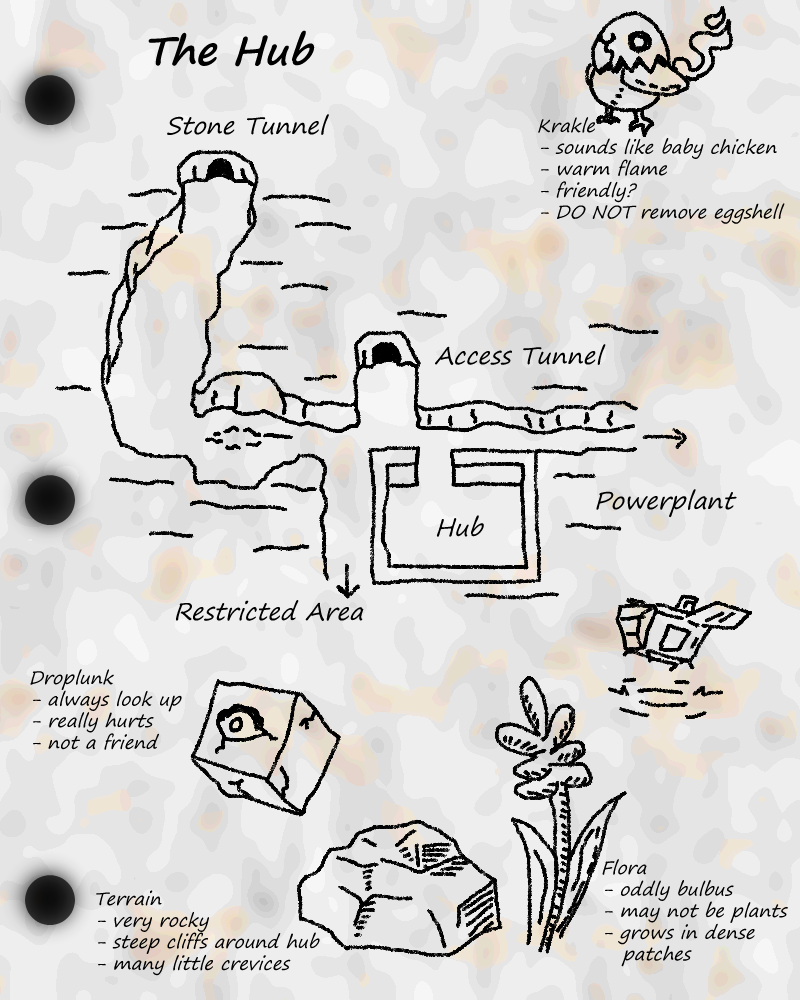 The Hub
Stone Tunnel
Krakle
- sounds like baby chicken
- warm flame
- friendly?
- DO NOT remove eggshell
Access Tunnel
Powerplant
Hub
Restricted Area
Droplunk
- always look up
- really hurts
- not a friend
Flora
- oddly bulbus
- may not be plants
- grows in dense
patches
Terrain
- very rocky
- steep cliffs around hub
- many little crevices